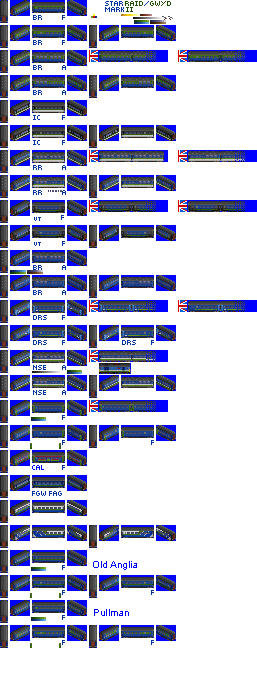 STARRAID/GWYD
MARKII
BR F
BR F
BR A
BR A
IC F
IC F
RR A
RR A
VT F
VT F
BR A
BR A
DRS F
DRS F DRS F
NSE A
NSE A
F
F F
CAL F
FGW FAG
F
Old Anglia
F F
F
Pullman
F F